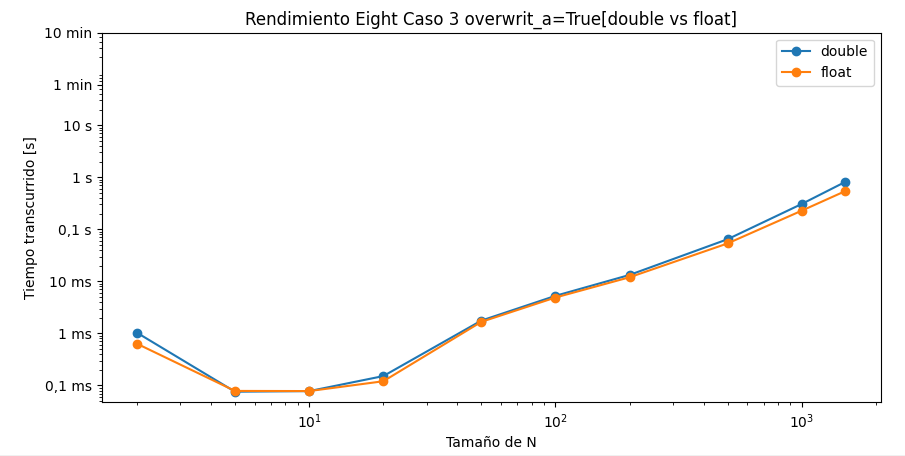 Rendimiento Eight Caso 3 overwrit_a=True[double vs float]
10 min
1 min
10 s
1 s
0,1 s
10 ms
1 ms
0,1 ms
Tiempo transcurrido [s]
double
float
10¹
10²
10³
Tamaño de N